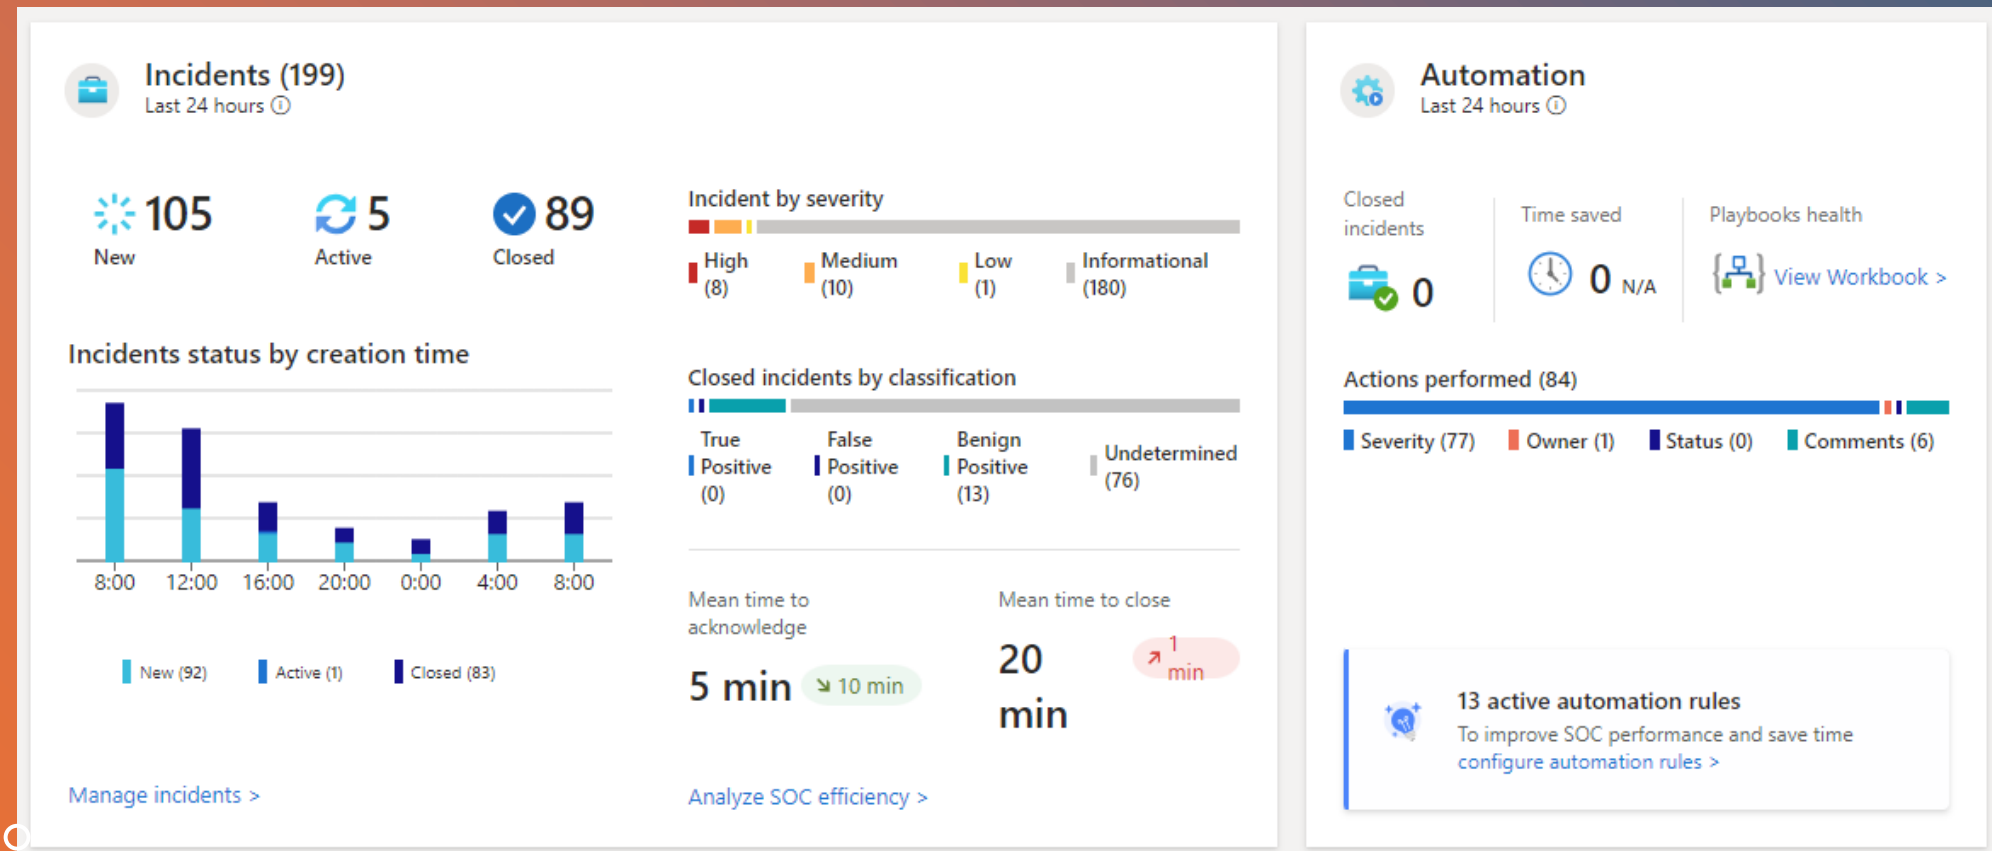 Incidents (199)
Last 24 hours
105
New
5
Active
89
Closed
Incidents status by creation time
8:00 12:00 16:00 20:00 0:00 4:00 8:00
New (92) Active (1) Closed (83)
Manage incidents >
Incident by severity
High
(8)
Medium
(10)
Low
(1)
Informational
(180)
Closed incidents by classification
True
Positive
(0)
False
Positive
(0)
Benign
Positive
(13)
Undetermined
(76)
Mean time to
acknowledge
5 min
10 min
Mean time to close
20
min
1
min
Analyze SOC efficiency >
Automation
Last 24 hours
Closed
incidents
0
Time saved
0 N/A
Playbooks health
View Workbook >
Actions performed (84)
Severity (77) Owner (1) Status (0) Comments (6)
13 active automation rules
To improve SOC performance and save time
configure automation rules >